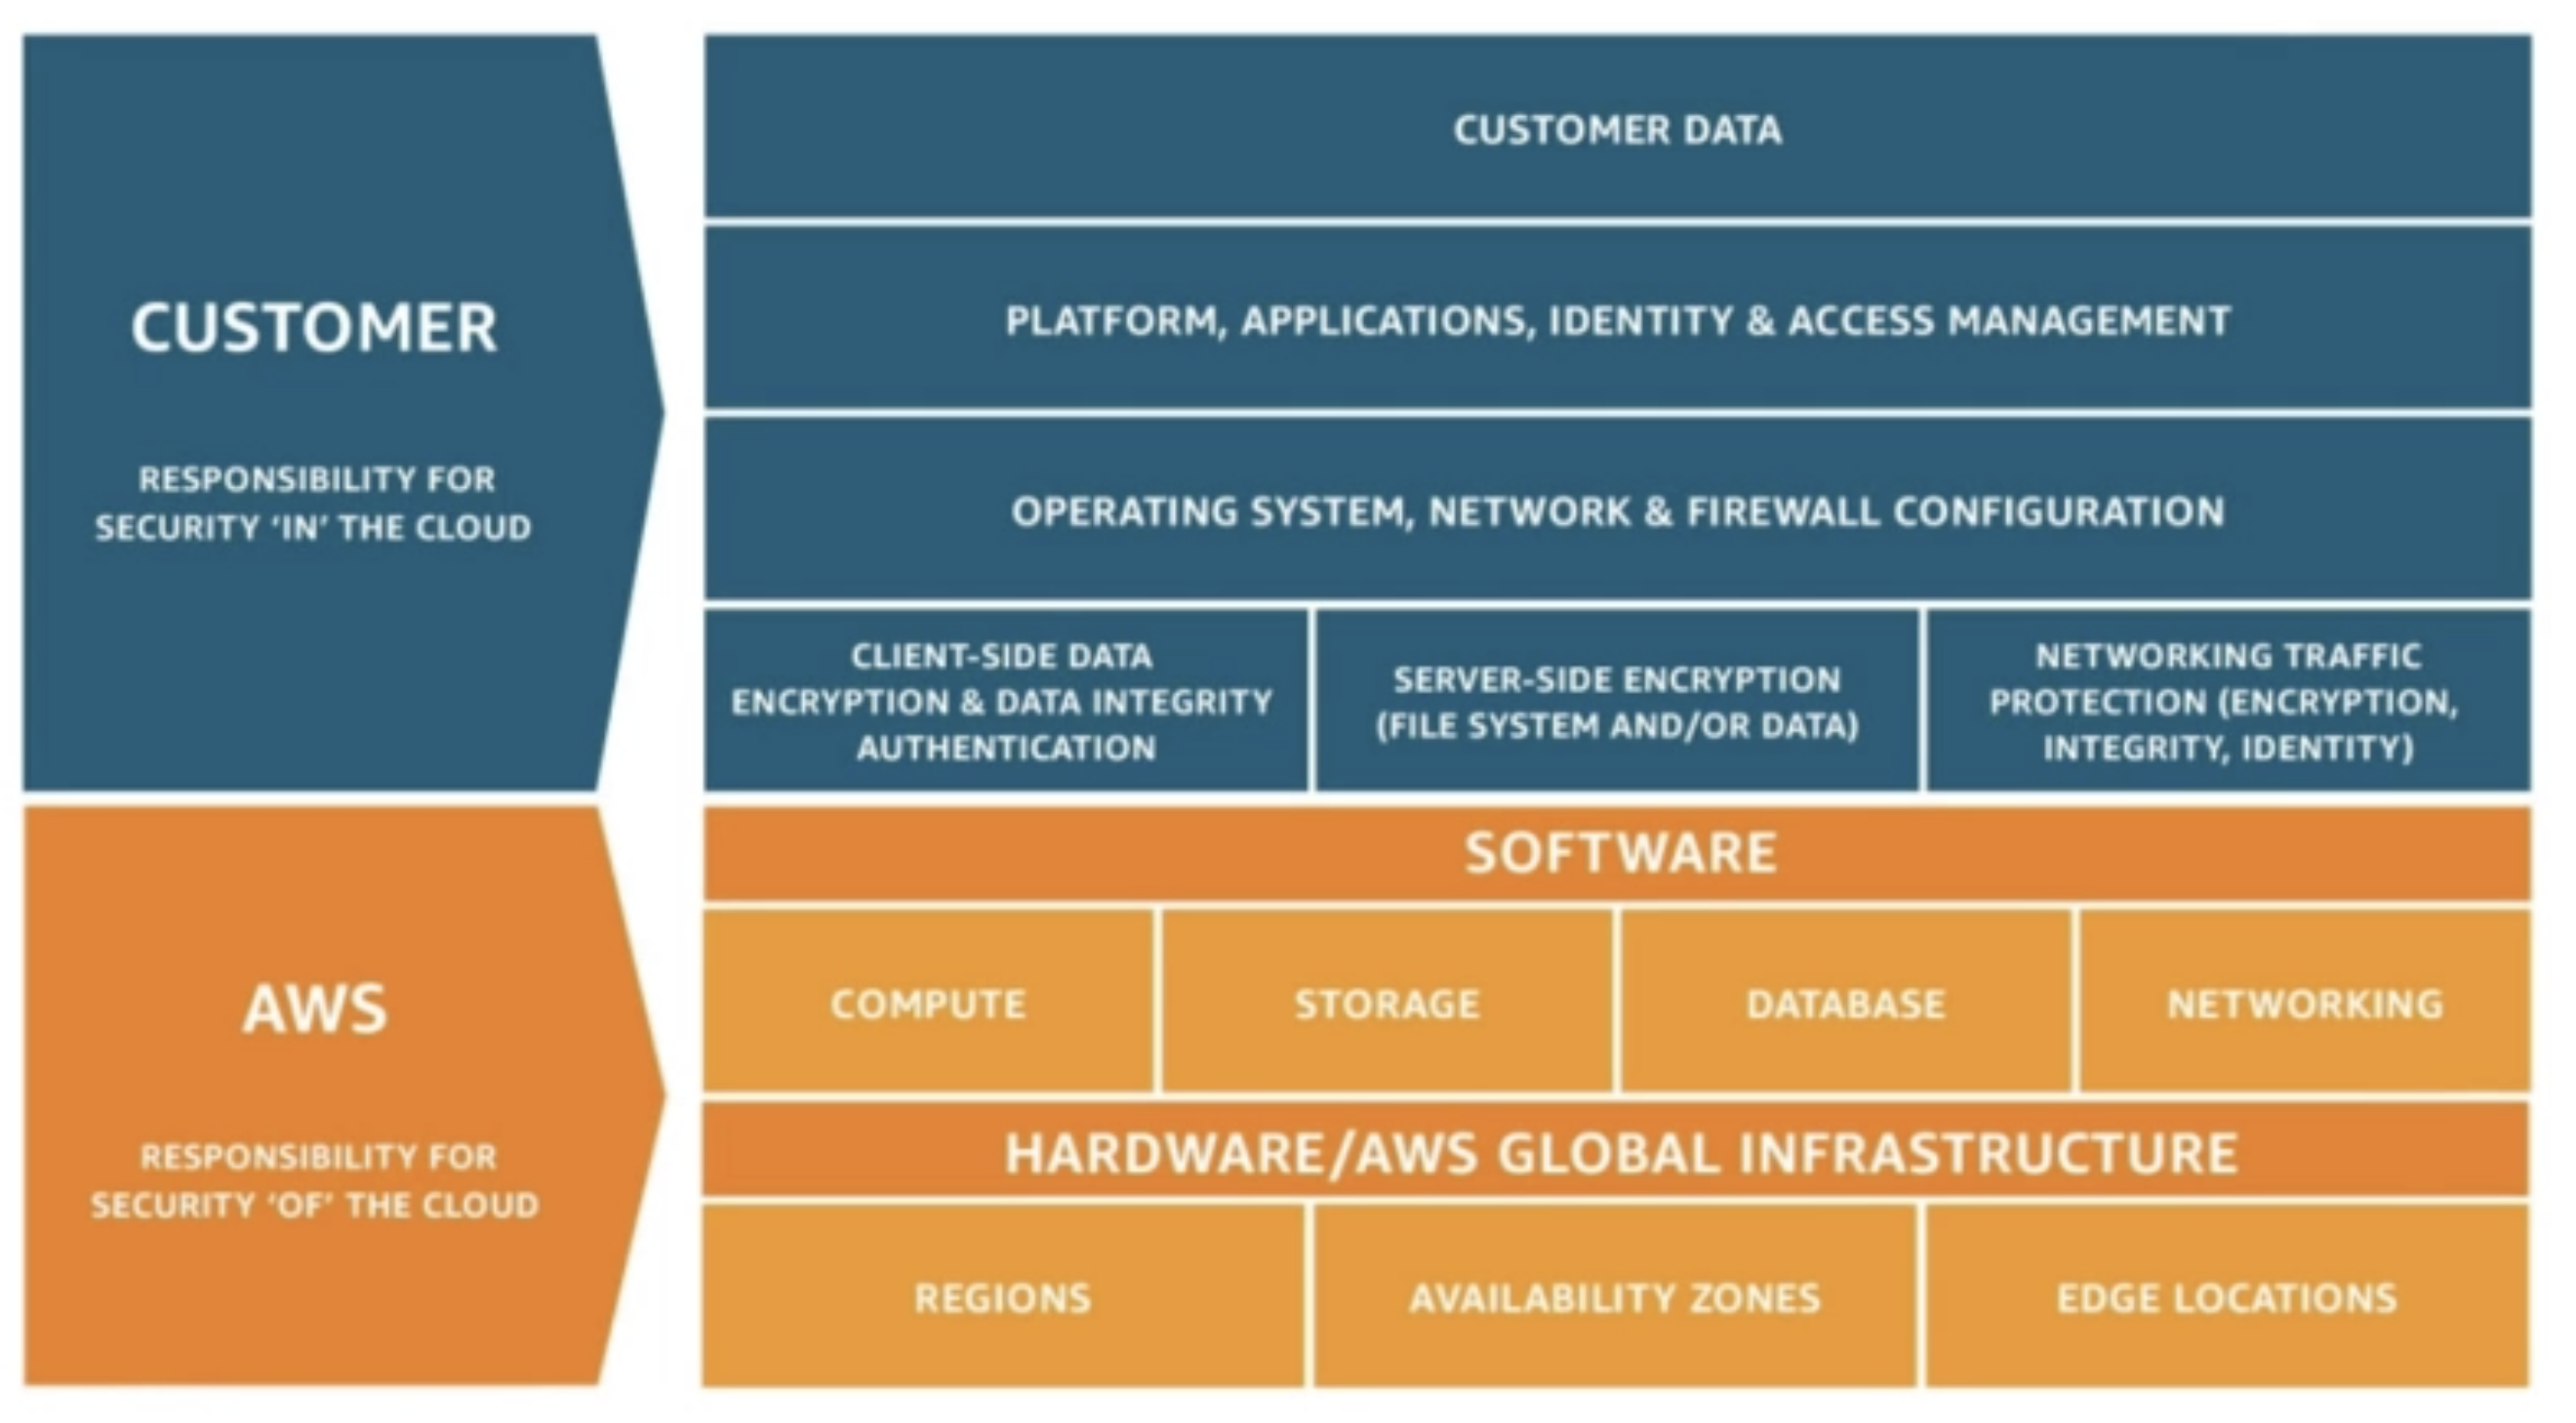 CUSTOMER
RESPONSIBILITY FOR
SECURITY ‘IN’ THE CLOUD
CUSTOMER DATA
PLATFORM, APPLICATIONS, IDENTITY & ACCESS MANAGEMENT
OPERATING SYSTEM, NETWORK & FIREWALL CONFIGURATION
CLIENT-SIDE DATA
ENCRYPTION & DATA INTEGRITY
AUTHENTICATION
SERVER-SIDE ENCRYPTION
(FILE SYSTEM AND/OR DATA)
NETWORKING TRAFFIC
PROTECTION (ENCRYPTION,
INTEGRITY, IDENTITY)
AWS
RESPONSIBILITY FOR
SECURITY ‘OF’ THE CLOUD
SOFTWARE
COMPUTE
STORAGE
DATABASE
NETWORKING
HARDWARE/AWS GLOBAL INFRASTRUCTURE
REGIONS
AVAILABILITY ZONES
EDGE LOCATIONS